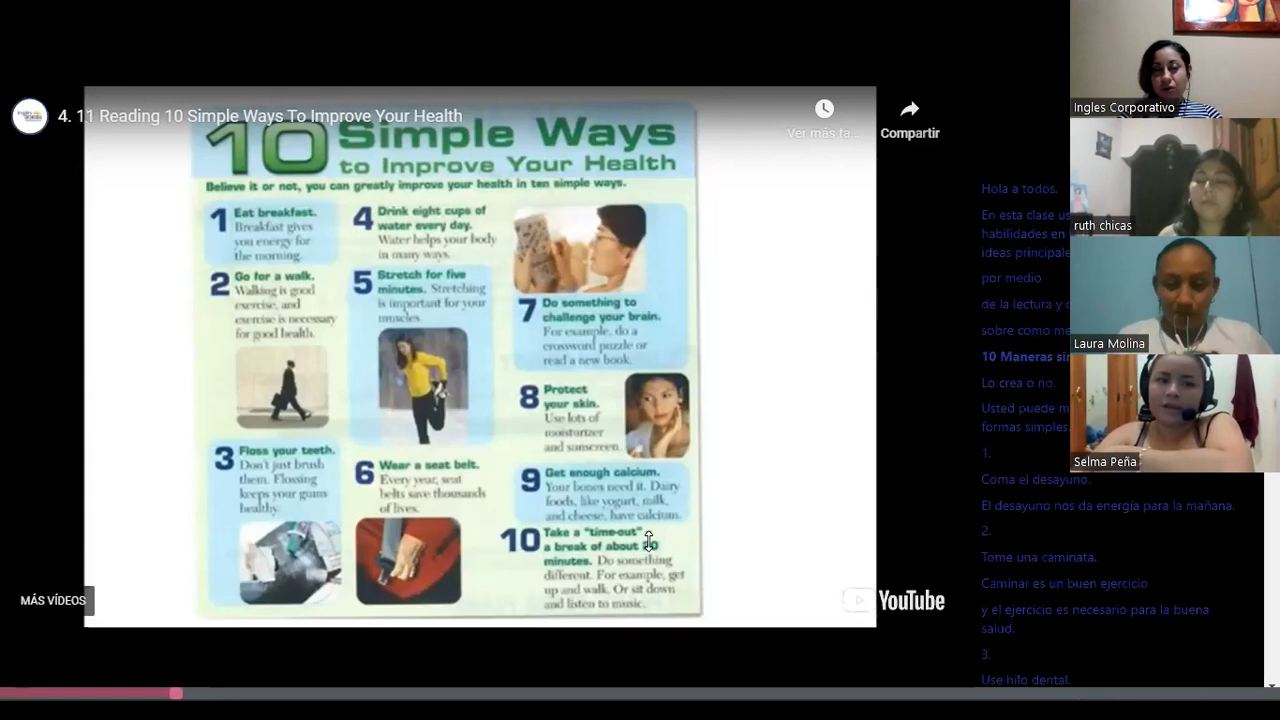 4. 11 Reading 10 Simple Ways To Improve Your Health
Ver más ta...
Compartir
10 Simple Ways
to Improve Your Health
Believe it or not, you can greatly improve your health in ten simple ways.
1 Eat breakfast.
Breakfast gives
you energy for
the morning.
2 Go for a walk.
Walking is good
exercise, and
exercise is necessary
for good health.
3 Floss your teeth.
Don't just brush
them. Flossing
keeps your gums
healthy.
4 Drink eight cups of
water every day.
Water helps your body
in many ways.
5 Stretch for five
minutes. Stretching
is important for your
muscles.
6 Wear a seat belt.
Every year, seat
belts save thousands
of lives.
7 Do something to
challenge your brain.
For example, do a
crossword puzzle or
read a new book.
8 Protect
your skin.
Use lots of
moisturizer
and sunscreen.
9 Get enough calcium.
Your bones need it. Dairy
foods, like yogurt, milk,
and cheese, have calcium.
10 Take a "time-out"
a break of about
minutes. Do something
different. For example, get
up and walk. Or sit down
and listen to music.
MÁS VÍDEOS
YouTube
Hola a todos.
En esta clase us
habilidades en
ideas principale
por medio
de la lectura y
sobre como me
10 Maneras si
Lo crea o no.
Usted puede m
formas simples.
1.
Coma el desayuno.
El desayuno nos da energía para la mañana.
2.
Tome una caminata.
Caminar es un buen ejercicio
y el ejercicio es necesario para la buena
salud.
3.
Use hilo dental.
Ingles Corporativo
ruth chicas
Laura Molina
Selma Peña